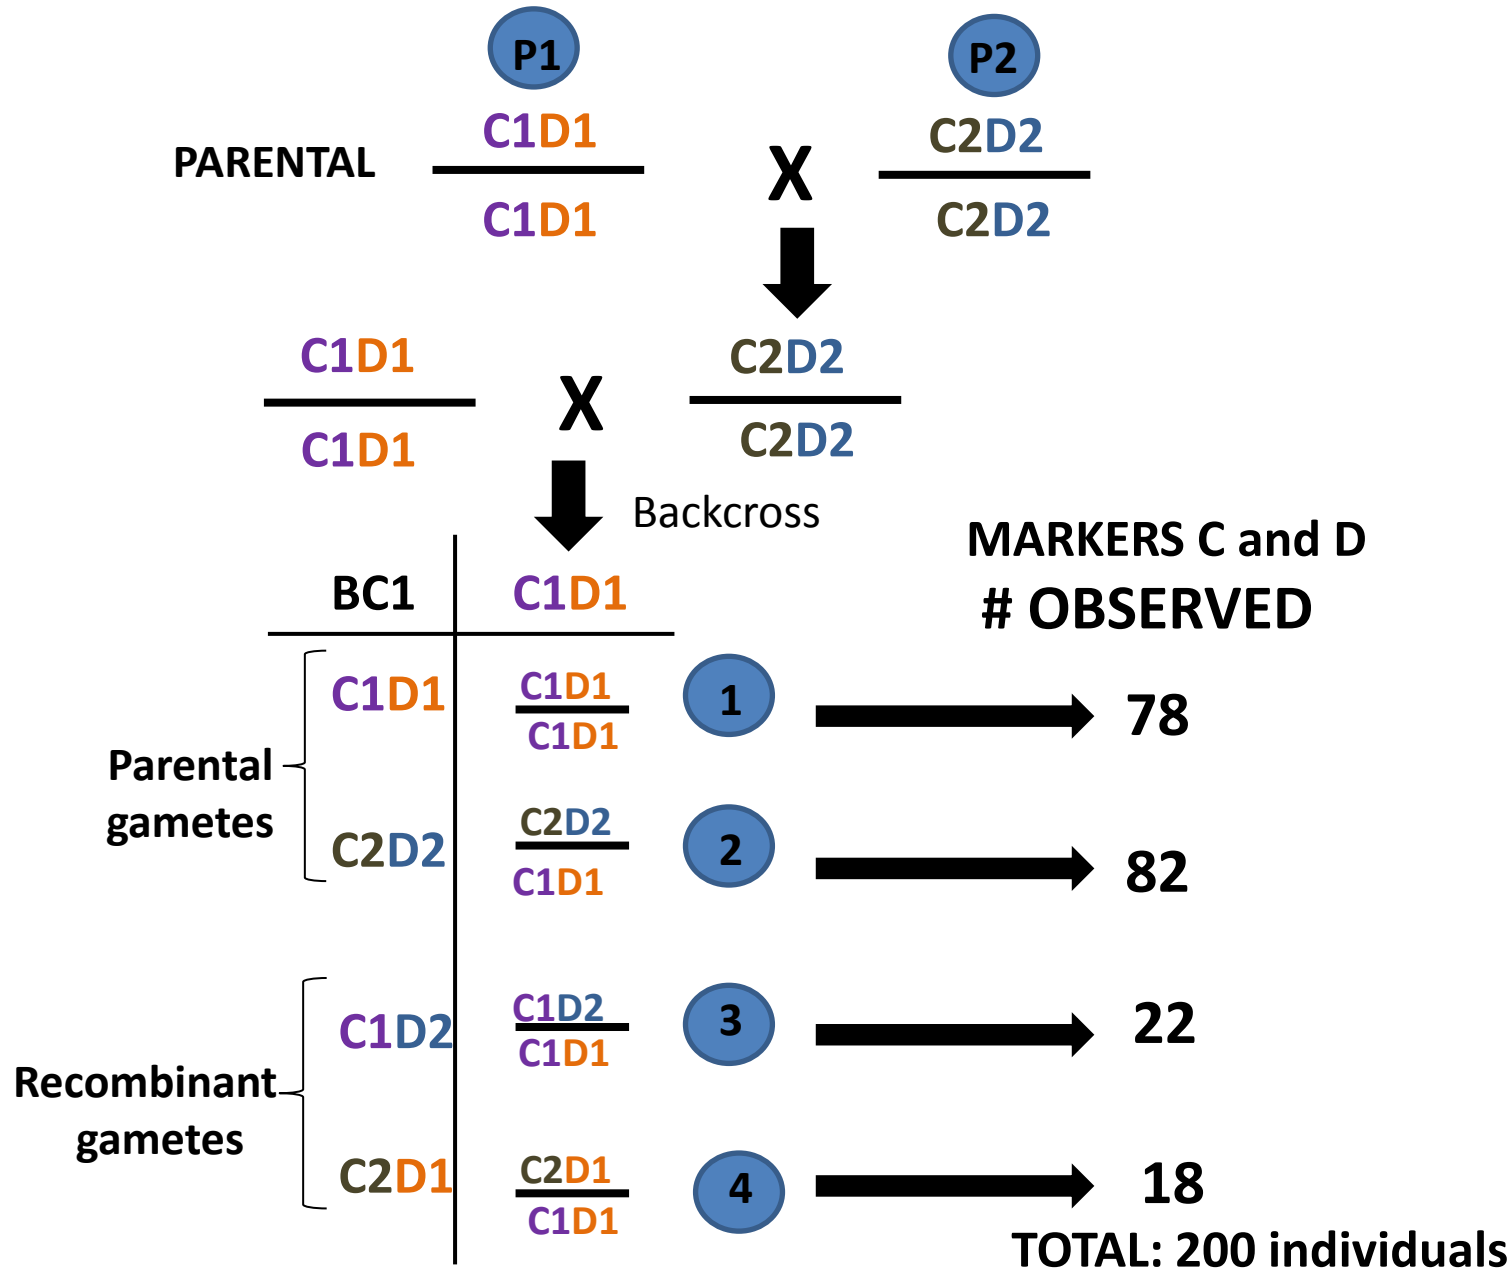 P1 P2
C1D1 C2D2
PARENTAL X
C1D1 C2D2
C1D1 C2D2
X
C1D1 C2D2
Backcross
MARKERS C and D
BC1 C1D1 # OBSERVED
C1D1 C1D1 1 78
C1D1
Parental
gametes
C2D2 C2D2 2 82
C1D1
C1D2 C1D2 3 22
C1D1
Recombinant
gametes
C2D1 C2D1 4 18
C1D1
TOTAL: 200 individuals